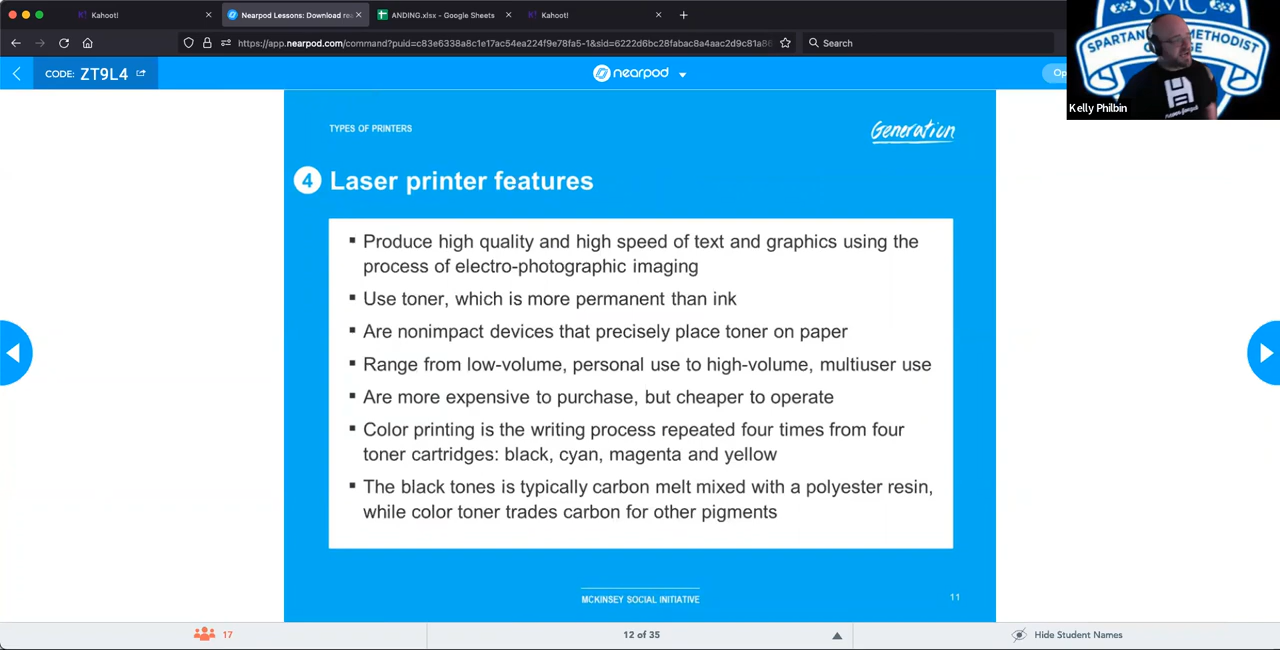 Kahoot!
Nearpod Lessons: Download re
ANDING.xlsx - Google Sheets
Kahoot!
https://app.nearpod.com/command?puid=c83e6338a8c1e17ac54ea224f9e78fa5-1&sid=6222d6bc28fabac8a4aac2d9c81a8
Search
SMC
SPARTAN METHODIST
Kelly Philbin
CODE: ZT9L4
nearpod
Op
TYPES OF PRINTERS
Generation
4 Laser printer features
▪ Produce high quality and high speed of text and graphics using the
process of electro-photographic imaging
▪ Use toner, which is more permanent than ink
▪ Are nonimpact devices that precisely place toner on paper
▪ Range from low-volume, personal use to high-volume, multiuser use
▪ Are more expensive to purchase, but cheaper to operate
▪ Color printing is the writing process repeated four times from four
toner cartridges: black, cyan, magenta and yellow
▪ The black tones is typically carbon melt mixed with a polyester resin,
while color toner trades carbon for other pigments
MCKINSEY SOCIAL INITIATIVE
11
17
12 of 35
Hide Student Names